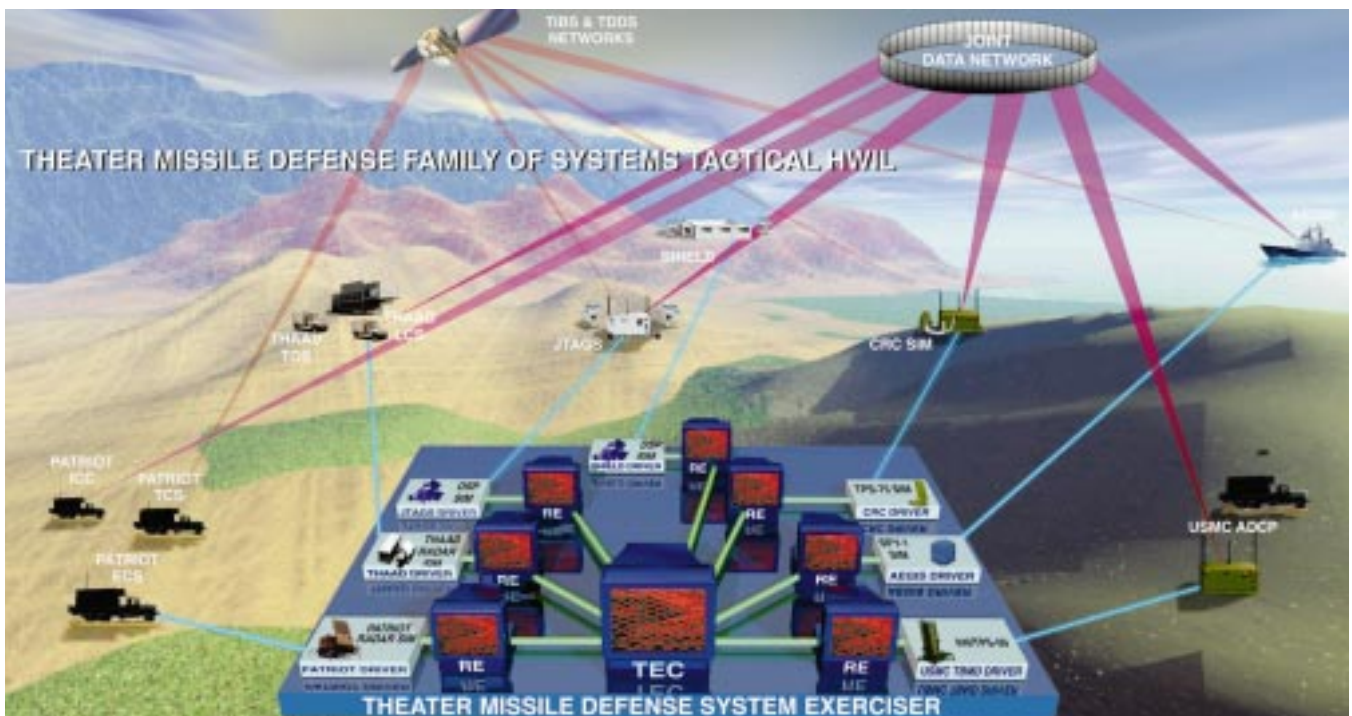 TIBS & TDDS
NETWORKS
JOINT
DATA NETWORK
THEATER MISSILE DEFENSE FAMILY OF SYSTEMS TACTICAL HWIL
SHIELD
THAAD
TOS
THAAD
JTAGS
CRC SIM
PATRIOT
ICC
PATRIOT
TCS
PATRIOT
ECS
USMC ADCP
DSP
SIM
SHIELD DRIVER
RE
DSP
SIM
JTAGS DRIVER
RE
RE
TPS-75 SIM
CRC DRIVER
THAAD
RADAR
SIM
THAAD DRIVER
RE
RE
SPY-1
SIM
AEGIS DRIVER
PATRIOT
RADAR SIM
PATRIOT DRIVER
RE
TEC
RE
USMC TBMD DRIVER
THEATER MISSILE DEFENSE SYSTEM EXERCISER